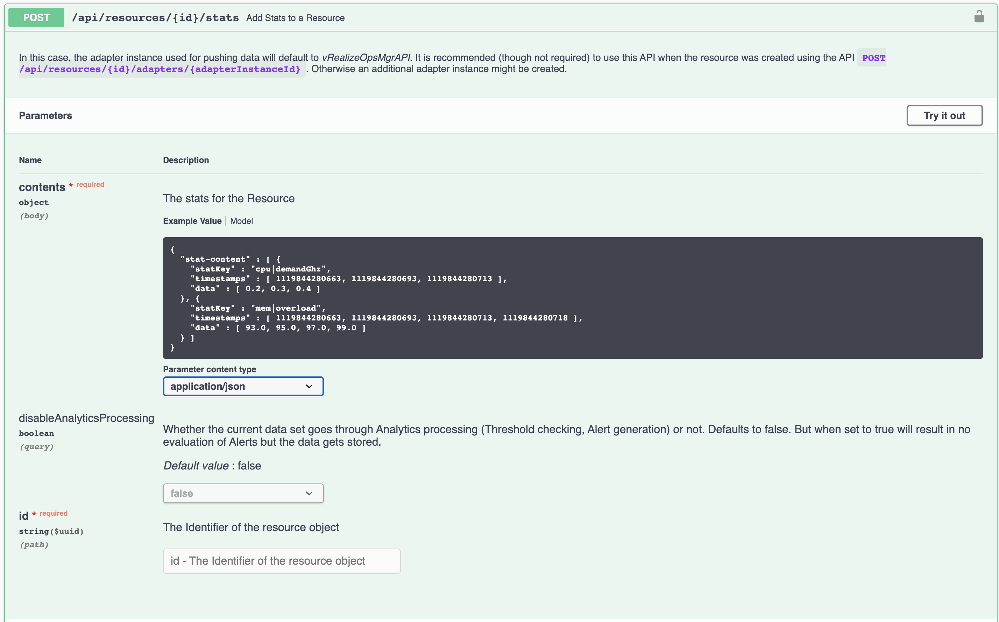 POST /api/resources/{id}/stats Add Stats to a Resource
In this case, the adapter instance used for pushing data will default to vRealizeOpsMgrAPI. It is recommended (though not required) to use this API when the resource was created using the API POST
/api/resources/{id}/adapters/{adapterInstanceId} . Otherwise an additional adapter instance might be created.
Parameters
Try it out
Name Description
contents * required
object
(body)
The stats for the Resource
Example Value Model
{
  "stat-content" : [ {
    "statKey" : "cpu|demandGhz",
    "timestamps" : [ 1119844280663, 1119844280693, 1119844280713 ],
    "data" : [ 0.2, 0.3, 0.4 ]
  }, {
    "statKey" : "mem|overload",
    "timestamps" : [ 1119844280663, 1119844280693, 1119844280713, 1119844280718 ],
    "data" : [ 93.0, 95.0, 97.0, 99.0 ]
  } ]
}
Parameter content type
application/json
disableAnalyticsProcessing
boolean
(query)
Whether the current data set goes through Analytics processing (Threshold checking, Alert generation) or not. Defaults to false. But when set to true will result in no
evaluation of Alerts but the data gets stored.
Default value : false
false
id * required
string($uuid)
(path)
The Identifier of the resource object
id - The Identifier of the resource object